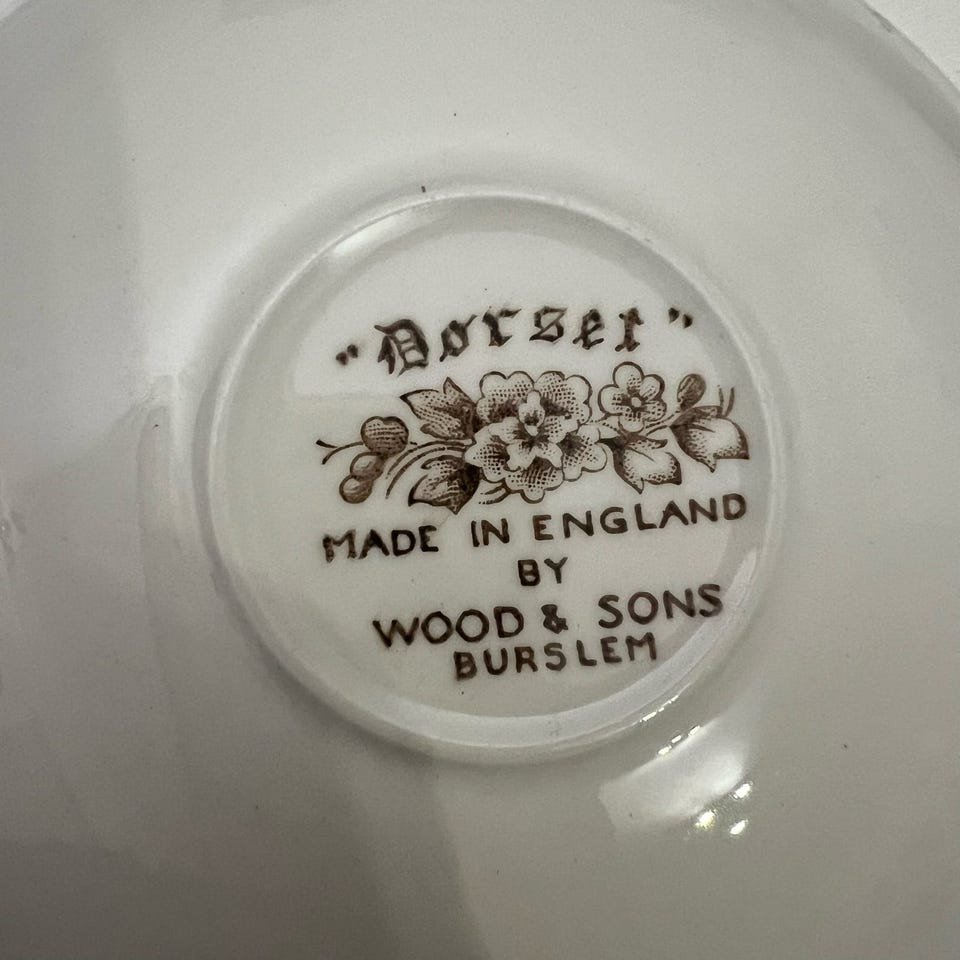 "Dorset"
MADE IN ENGLAND
BY
WOOD & SONS
BURSLEM